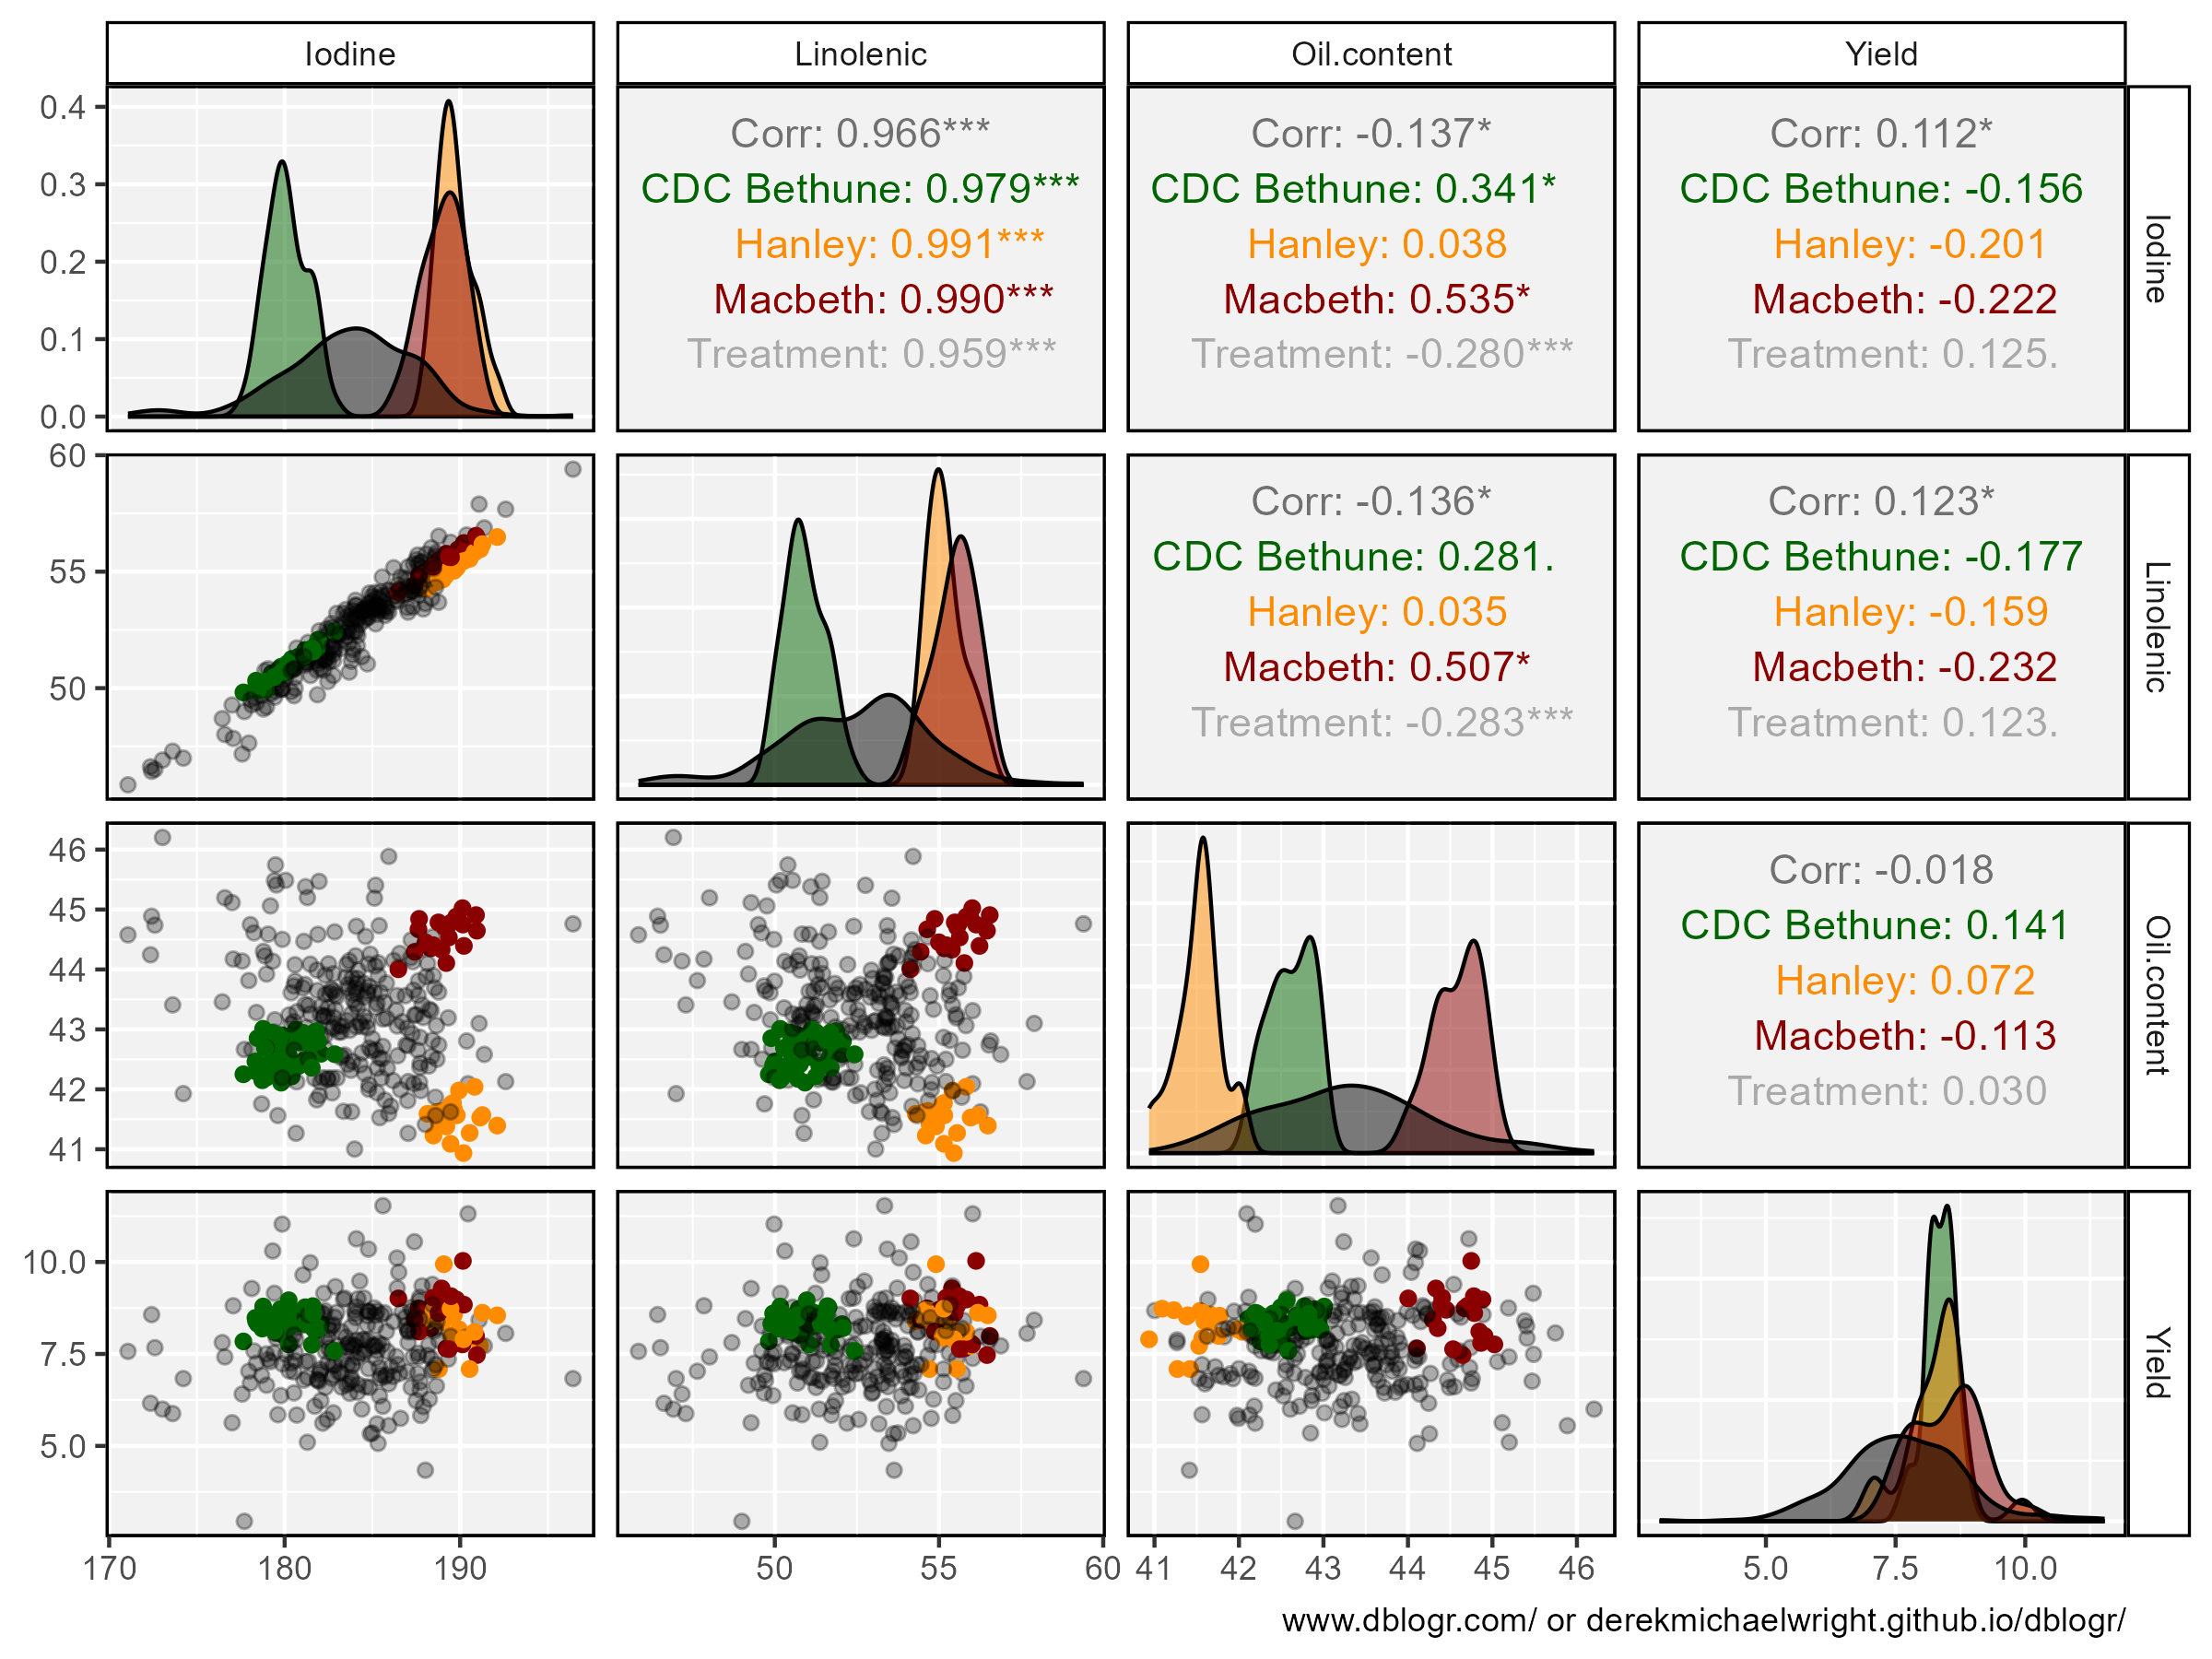 Iodine
Linolenic
Oil.content
Yield
0.4
0.3
0.2
0.1
0.0
Corr: 0.966***
CDC Bethune: 0.979***
Hanley: 0.991***
Macbeth: 0.990***
Treatment: 0.959***
Corr: -0.137*
CDC Bethune: 0.341*
Hanley: 0.038
Macbeth: 0.535*
Treatment: -0.280***
Corr: 0.112*
CDC Bethune: -0.156
Hanley: -0.201
Macbeth: -0.222
Treatment: 0.125.
Iodine
60
55
50
Corr: -0.136*
CDC Bethune: 0.281.
Hanley: 0.035
Macbeth: 0.507*
Treatment: -0.283***
Corr: 0.123*
CDC Bethune: -0.177
Hanley: -0.159
Macbeth: -0.232
Treatment: 0.123.
Linolenic
46
45
44
43
42
41
Corr: -0.018
CDC Bethune: 0.141
Hanley: 0.072
Macbeth: -0.113
Treatment: 0.030
Oil.content
10.0
7.5
5.0
Yield
170 180 190
50 55 60
41 42 43 44 45 46
5.0 7.5 10.0
www.dblogr.com/ or derekmichaelwright.github.io/dblogr/